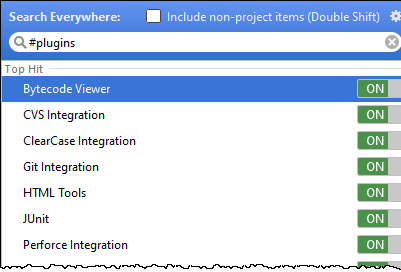 Search Everywhere: Include non-project items (Double Shift)
#plugins
Top Hit
Bytecode Viewer ON
CVS Integration ON
ClearCase Integration ON
Git Integration ON
HTML Tools ON
JUnit ON
Perforce Integration ON